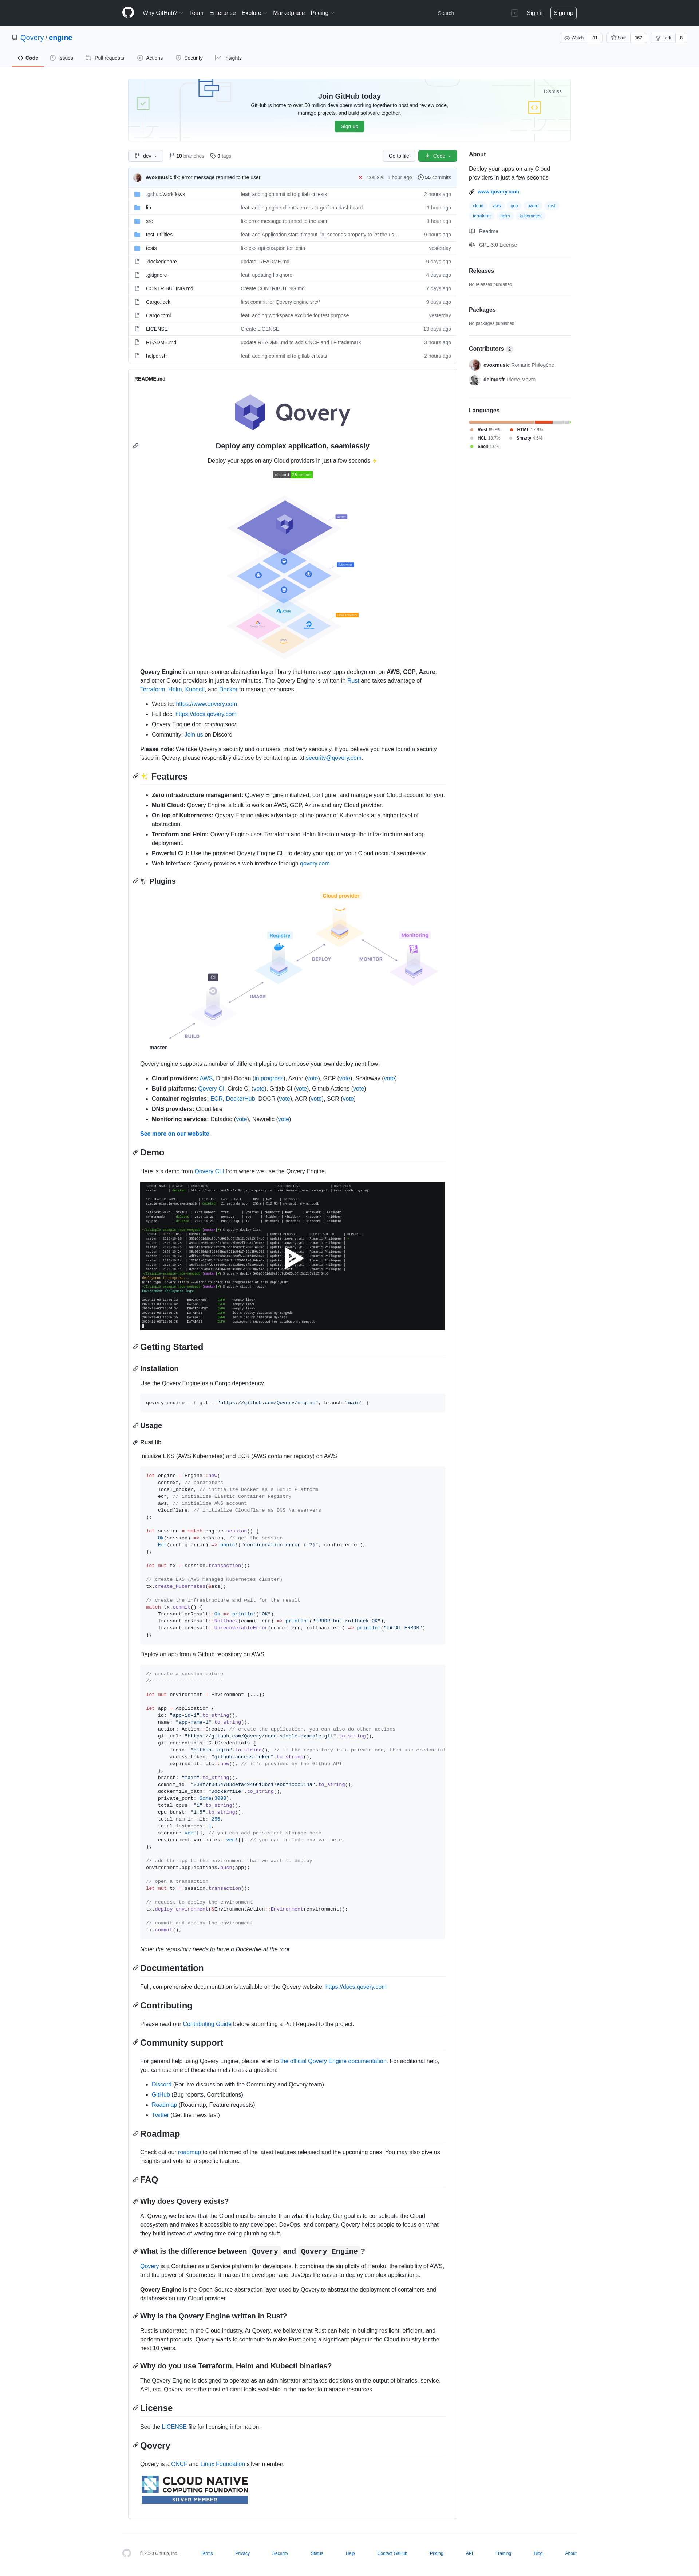 Why GitHub? Team Enterprise Explore Marketplace Pricing Search / Sign in Sign up
Qovery / engine
Watch 11 Star 167 Fork 8
Code Issues Pull requests Actions Security Insights
Dismiss
Join GitHub today
GitHub is home to over 50 million developers working together to host and review code,
manage projects, and build software together.
Sign up
dev 10 branches 0 tags Go to file Code
evoxmusic fix: error message returned to the user 1 hour ago 55 commits
.github/workflows feat: adding commit id to gitlab ci tests 2 hours ago
lib feat: adding ngine client's errors to grafana dashboard 1 hour ago
src fix: error message returned to the user 1 hour ago
test_utilities feat: add Application.start_timeout_in_seconds property to let the us... 9 hours ago
tests fix: eks-options.json for tests yesterday
.dockerignore update: README.md 9 days ago
.gitignore feat: updating libignore 4 days ago
CONTRIBUTING.md Create CONTRIBUTING.md 7 days ago
Cargo.lock first commit for Qovery engine src/* 9 days ago
Cargo.toml feat: adding workspace exclude for test purpose yesterday
LICENSE Create LICENSE 13 days ago
README.md update README.md to add CNCF and LF trademark 3 hours ago
helper.sh feat: adding commit id to gitlab ci tests 2 hours ago
About
Deploy your apps on any Cloud
providers in just a few seconds
www.qovery.com
cloud aws gcp azure rust
terraform helm kubernetes
Readme
GPL-3.0 License
Releases
No releases published
Packages
No packages published
Contributors 2
evoxmusic Romaric Philogène
deimosfr Pierre Mavro
Languages
Rust 65.8% HTML 17.9%
HCL 10.7% Smarty 4.6%
Shell 1.0%
README.md
Qovery
Deploy any complex application, seamlessly
Deploy your apps on any Cloud providers in just a few seconds
Qovery Engine is an open-source abstraction layer library that turns easy apps deployment on AWS, GCP, Azure,
and other Cloud providers in just a few minutes. The Qovery Engine is written in Rust and takes advantage of
Terraform, Helm, Kubectl, and Docker to manage resources.
Website: https://www.qovery.com
Full doc: https://docs.qovery.com
Qovery Engine doc: coming soon
Community: Join us on Discord
Please note: We take Qovery's security and our users' trust very seriously. If you believe you have found a security
issue in Qovery, please responsibly disclose by contacting us at security@qovery.com.
Features
Zero infrastructure management: Qovery Engine initialized, configure, and manage your Cloud account for you.
Multi Cloud: Qovery Engine is built to work on AWS, GCP, Azure and any Cloud provider.
On top of Kubernetes: Qovery Engine takes advantage of the power of Kubernetes at a higher level of
abstraction.
Terraform and Helm: Qovery Engine uses Terraform and Helm files to manage the infrastructure and app
deployment.
Powerful CLI: Use the provided Qovery Engine CLI to deploy your app on your Cloud account seamlessly.
Web Interface: Qovery provides a web interface through qovery.com
Plugins
Cloud provider
Registry
Monitoring
DEPLOY
MONITOR
IMAGE
BUILD
master
Qovery engine supports a number of different plugins to compose your own deployment flow:
Cloud providers: AWS, Digital Ocean (in progress), Azure (vote), GCP (vote), Scaleway (vote)
Build platforms: Qovery CI, Circle CI (vote), Gitlab CI (vote), Github Actions (vote)
Container registries: ECR, DockerHub, DOCR (vote), ACR (vote), SCR (vote)
DNS providers: Cloudflare
Monitoring services: Datadog (vote), Newrelic (vote)
See more on our website.
Demo
Here is a demo from Qovery CLI from where we use the Qovery Engine.
Getting Started
Installation
Use the Qovery Engine as a Cargo dependency.
qovery-engine = { git = "https://github.com/Qovery/engine", branch="main" }
Usage
Rust lib
Initialize EKS (AWS Kubernetes) and ECR (AWS container registry) on AWS
let engine = Engine::new(
context, // parameters
local_docker, // initialize Docker as a Build Platform
ecr, // initialize Elastic Container Registry
aws, // initialize AWS account
cloudflare, // initialize Cloudflare as DNS Nameservers
);
let session = match engine.session() {
Ok(session) => session, // get the session
Err(config_error) => panic!("configuration error {:?}", config_error),
};
let mut tx = session.transaction();
// create EKS (AWS managed Kubernetes cluster)
tx.create_kubernetes(&eks);
// create the infrastructure and wait for the result
match tx.commit() {
TransactionResult::Ok => println!("OK"),
TransactionResult::Rollback(commit_err) => println!("ERROR but rollback OK"),
TransactionResult::UnrecoverableError(commit_err, rollback_err) => println!("FATAL ERROR")
};
Deploy an app from a Github repository on AWS
// create a session before
//------------------------
let mut environment = Environment {...};
let app = Application {
id: "app-id-1".to_string(),
name: "app-name-1".to_string(),
action: Action::Create, // create the application, you can also do other actions
git_url: "https://github.com/Qovery/node-simple-example.git".to_string(),
git_credentials: GitCredentials {
login: "github-login".to_string(), // if the repository is a private one, then use credential
access_token: "github-access-token".to_string(),
expired_at: Utc::now(), // it's provided by the Github API
},
branch: "main".to_string(),
commit_id: "238f7f0454783defa4946613bc17ebbf4ccc514a".to_string(),
dockerfile_path: "Dockerfile".to_string(),
private_port: Some(3000),
total_cpus: "1".to_string(),
cpu_burst: "1.5".to_string(),
total_ram_in_mib: 256,
total_instances: 1,
storage: vec![], // you can add persistent storage here
environment_variables: vec![], // you can include env var here
};
// add the app to the environment that we want to deploy
environment.applications.push(app);
// open a transaction
let mut tx = session.transaction();
// request to deploy the environment
tx.deploy_environment(&EnvironmentAction::Environment(environment));
// commit and deploy the environment
tx.commit();
Note: the repository needs to have a Dockerfile at the root.
Documentation
Full, comprehensive documentation is available on the Qovery website: https://docs.qovery.com
Contributing
Please read our Contributing Guide before submitting a Pull Request to the project.
Community support
For general help using Qovery Engine, please refer to the official Qovery Engine documentation. For additional help,
you can use one of these channels to ask a question:
Discord (For live discussion with the Community and Qovery team)
GitHub (Bug reports, Contributions)
Roadmap (Roadmap, Feature requests)
Twitter (Get the news fast)
Roadmap
Check out our roadmap to get informed of the latest features released and the upcoming ones. You may also give us
insights and vote for a specific feature.
FAQ
Why does Qovery exists?
At Qovery, we believe that the Cloud must be simpler than what it is today. Our goal is to consolidate the Cloud
ecosystem and makes it accessible to any developer, DevOps, and company. Qovery helps people to focus on what
they build instead of wasting time doing plumbing stuff.
What is the difference between Qovery and Qovery Engine ?
Qovery is a Container as a Service platform for developers. It combines the simplicity of Heroku, the reliability of AWS,
and the power of Kubernetes. It makes the developer and DevOps life easier to deploy complex applications.
Qovery Engine is the Open Source abstraction layer used by Qovery to abstract the deployment of containers and
databases on any Cloud provider.
Why is the Qovery Engine written in Rust?
Rust is underrated in the Cloud industry. At Qovery, we believe that Rust can help in building resilient, efficient, and
performant products. Qovery wants to contribute to make Rust being a significant player in the Cloud industry for the
next 10 years.
Why do you use Terraform, Helm and Kubectl binaries?
The Qovery Engine is designed to operate as an administrator and takes decisions on the output of binaries, service,
API, etc. Qovery uses the most efficient tools available in the market to manage resources.
License
See the LICENSE file for licensing information.
Qovery
Qovery is a CNCF and Linux Foundation silver member.
CLOUD NATIVE
COMPUTING FOUNDATION
SILVER MEMBER
© 2020 GitHub, Inc. Terms Privacy Security Status Help Contact GitHub Pricing API Training Blog About